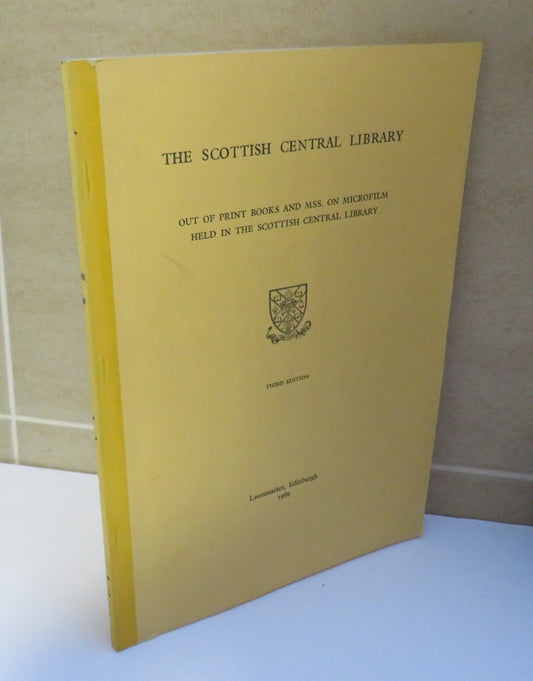 THE SCOTTISH CENTRAL LIBRARY
OUT OF PRINT BOOKS AND MSS. ON MICROFILM
HELD IN THE SCOTTISH CENTRAL LIBRARY
THIRD EDITION
Lawnmarket, Edinburgh
1969